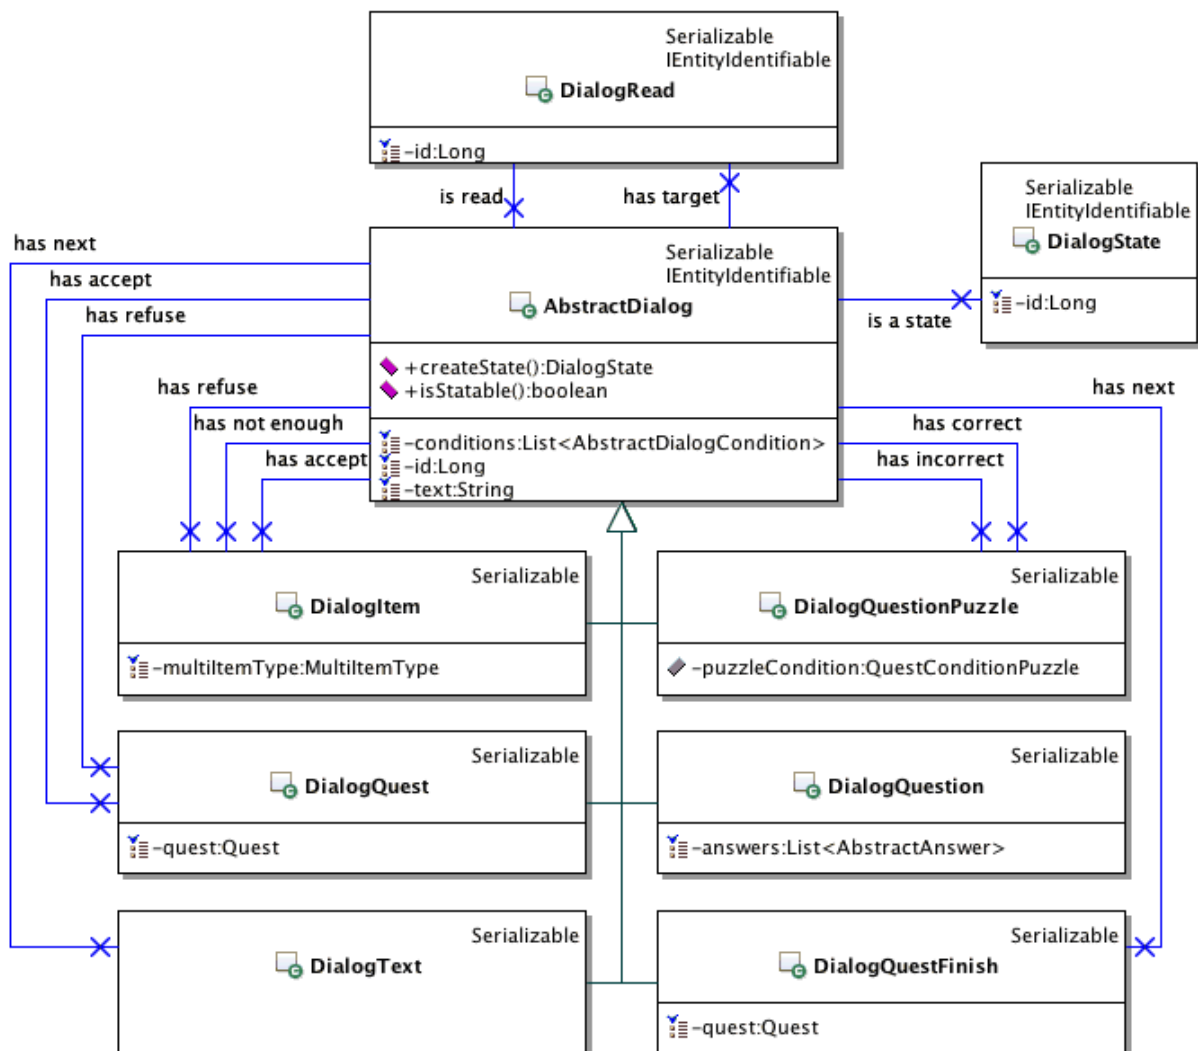 Serializable
IEntityIdentifiable
DialogRead
-id:Long
is read
has target
Serializable
IEntityIdentifiable
DialogState
-id:Long
is a state
has next
has accept
has refuse
Serializable
IEntityIdentifiable
AbstractDialog
+createState():DialogState
+isStatable():boolean
-conditions:List<AbstractDialogCondition>
-id:Long
-text:String
has refuse
has not enough
has accept
has next
has correct
has incorrect
Serializable
DialogItem
-multiItemType:MultiItemType
Serializable
DialogQuestionPuzzle
-puzzleCondition:QuestConditionPuzzle
Serializable
DialogQuest
-quest:Quest
Serializable
DialogQuestion
-answers:List<AbstractAnswer>
Serializable
DialogText
Serializable
DialogQuestFinish
-quest:Quest